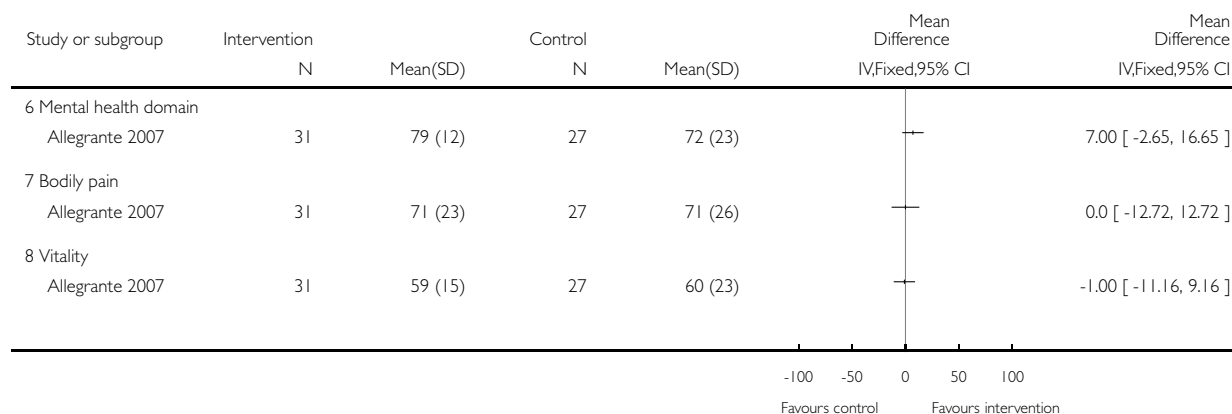 Study or subgroup Intervention Control Mean Difference Mean Difference
N Mean(SD) N Mean(SD) IV,Fixed,95% CI IV,Fixed,95% CI
6 Mental health domain
Allegrante 2007 31 79 (12) 27 72 (23) 7.00 [ -2.65, 16.65 ]
7 Bodily pain
Allegrante 2007 31 71 (23) 27 71 (26) 0.0 [ -12.72, 12.72 ]
8 Vitality
Allegrante 2007 31 59 (15) 27 60 (23) -1.00 [ -11.16, 9.16 ]
-100 -50 0 50 100
Favours control Favours intervention